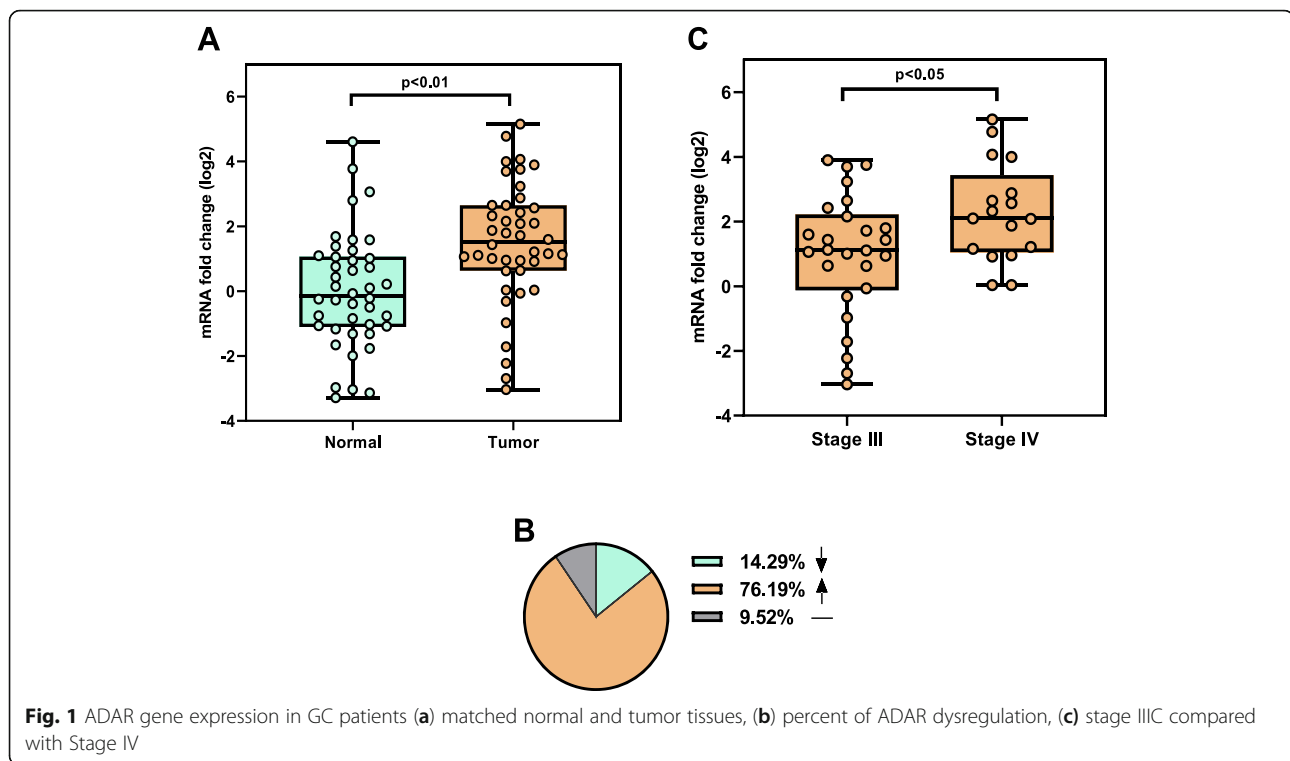 A
p<0.01
mRNA fold change (log2)
6
4
2
0
-2
-4
Normal
Tumor
C
p<0.05
mRNA fold change (log2)
6
4
2
0
-2
-4
Stage III
Stage IV
B
14.29%
76.19%
9.52%
Fig. 1 ADAR gene expression in GC patients (a) matched normal and tumor tissues, (b) percent of ADAR dysregulation, (c) stage IIIC compared
with Stage IV